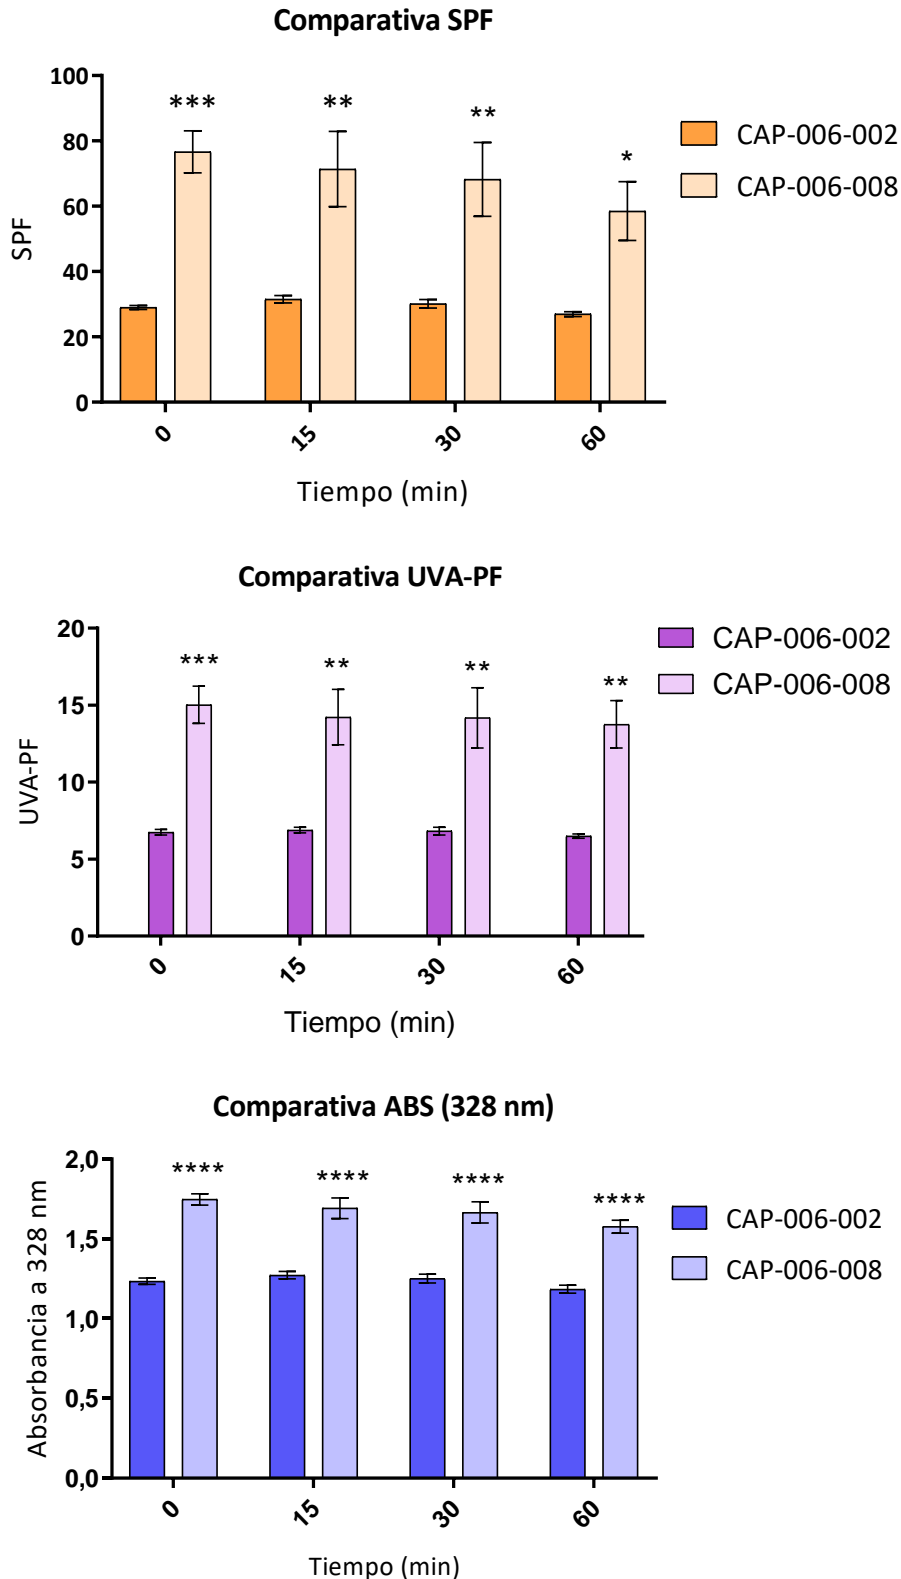 Comparativa SPF
100
80
60
40
20
0
SPF
***
**
**
*
0
15
30
60
Tiempo (min)
CAP-006-002
CAP-006-008
Comparativa UVA-PF
20
15
10
5
0
UVA-PF
***
**
**
**
0
15
30
60
Tiempo (min)
CAP-006-002
CAP-006-008
Comparativa ABS (328 nm)
2,0
1,5
1,0
0,5
0,0
Absorbancia a 328 nm
****
****
****
****
0
15
30
60
Tiempo (min)
CAP-006-002
CAP-006-008